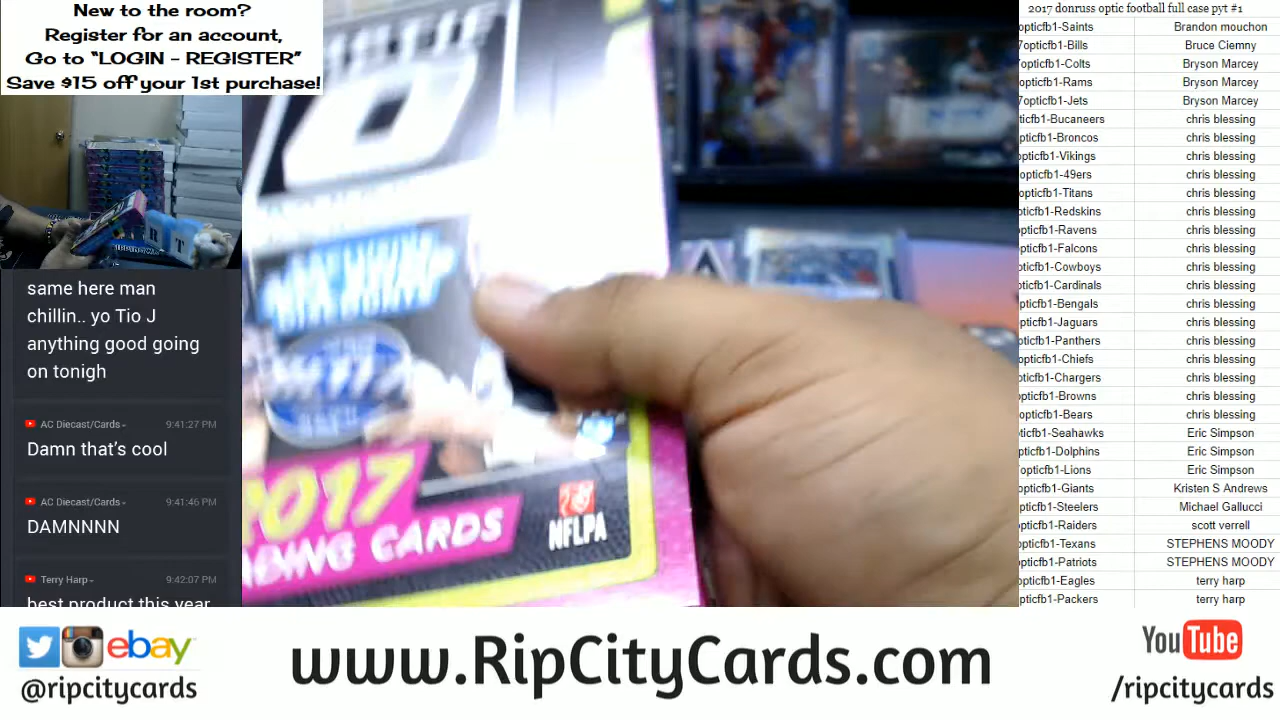 New to the room?
Register for an account,
Go to “LOGIN - REGISTER”
Save $15 off your 1st purchase!
same here man
chillin.. yo Tio J
anything good going
on tonigh
AC Diecast/Cards
9:41:27 PM
Damn that’s cool
AC Diecast/Cards
9:41:46 PM
DAMNNNN
Terry Harp
9:42:07 PM
best product this year
2017
CARDS
NFLPA
2017 donruss optic football full case pyt #1
opticfb1-Saints Brandon mouchon
7opticfb1-Bills Bruce Ciemny
7opticfb1-Colts Bryson Marcey
opticfb1-Rams Bryson Marcey
7opticfb1-Jets Bryson Marcey
opticfb1-Bucaneers chris blessing
opticfb1-Broncos chris blessing
opticfb1-Vikings chris blessing
opticfb1-49ers chris blessing
opticfb1-Titans chris blessing
opticfb1-Redskins chris blessing
opticfb1-Ravens chris blessing
opticfb1-Falcons chris blessing
opticfb1-Cowboys chris blessing
opticfb1-Cardinals chris blessing
opticfb1-Bengals chris blessing
opticfb1-Jaguars chris blessing
opticfb1-Panthers chris blessing
opticfb1-Chiefs chris blessing
opticfb1-Chargers chris blessing
opticfb1-Browns chris blessing
opticfb1-Bears chris blessing
opticfb1-Seahawks Eric Simpson
opticfb1-Dolphins Eric Simpson
7opticfb1-Lions Eric Simpson
opticfb1-Giants Kristen S Andrews
opticfb1-Steelers Michael Gallucci
opticfb1-Raiders scott verrell
opticfb1-Texans STEPHENS MOODY
opticfb1-Patriots STEPHENS MOODY
opticfb1-Eagles terry harp
opticfb1-Packers terry harp
ebay
@ripcitycards
www.RipCityCards.com
YouTube
/ripcitycards